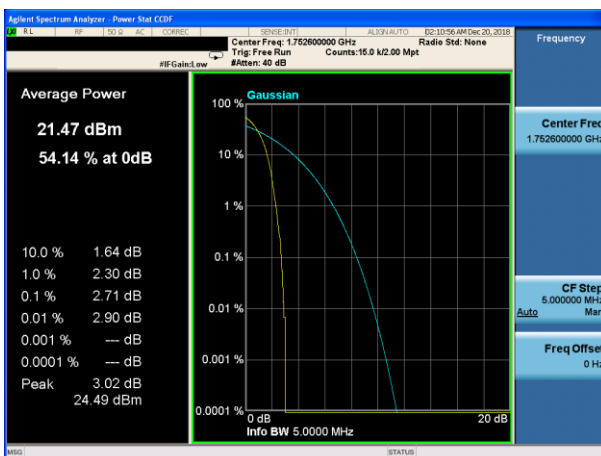 Agilent Spectrum Analyzer - Power Stat CCDF
R L RF 50 Ω AC CORREC SENSE:INT ALIGNAUTO 02:10:56 AM Dec 20, 2018
Center Freq: 1.752600000 GHz Radio Std: None
Trig: Free Run Counts:15.0 k/2.00 Mpt
#IFGain:Low #Atten: 40 dB
Frequency
Average Power
21.47 dBm
54.14 % at 0dB
10.0 % 1.64 dB
1.0 % 2.30 dB
0.1 % 2.71 dB
0.01 % 2.90 dB
0.001 % --- dB
0.0001 % --- dB
Peak 3.02 dB
24.49 dBm
Gaussian
100 %
10 %
1 %
0.1 %
0.01 %
0.001 %
0.0001 %
0 dB 20 dB
Info BW 5.0000 MHz
Center Freq
1.752600000 GHz
CF Step
5.000000 MHz
Auto Man
Freq Offset
0 Hz
MSG STATUS